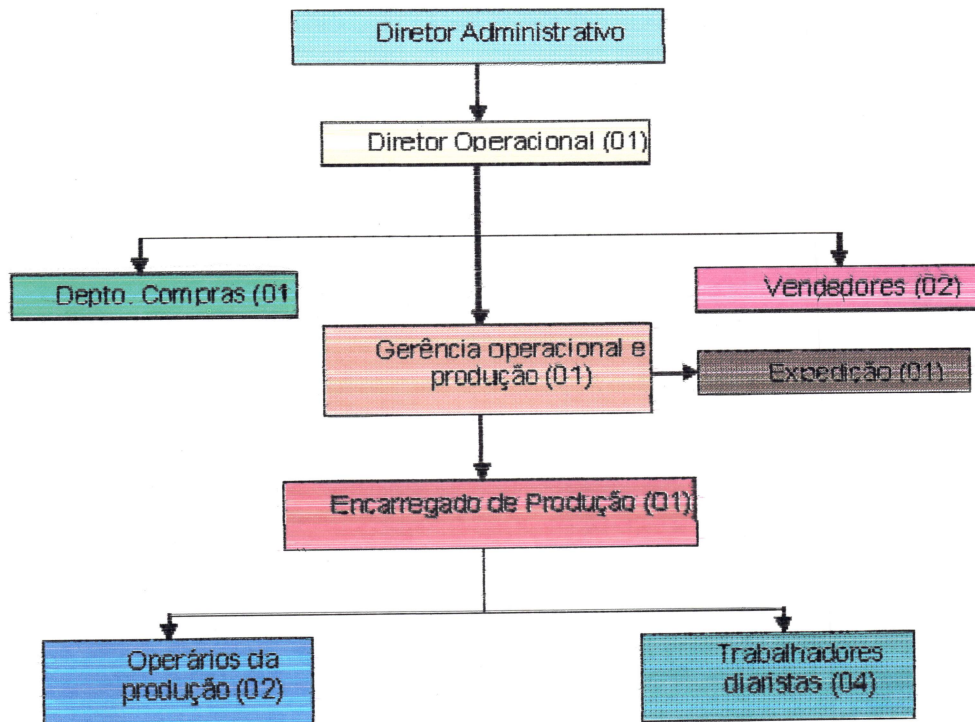 Diretor Administrativo
Diretor Operacional (01)
Depto. Compras (01
Vendedores (02)
Gerência operacional e
produção (01)
Expedição (01)
Encarregado de Produção (01)
Operários da
produção (02)
Trabalhadores
diaristas (04)